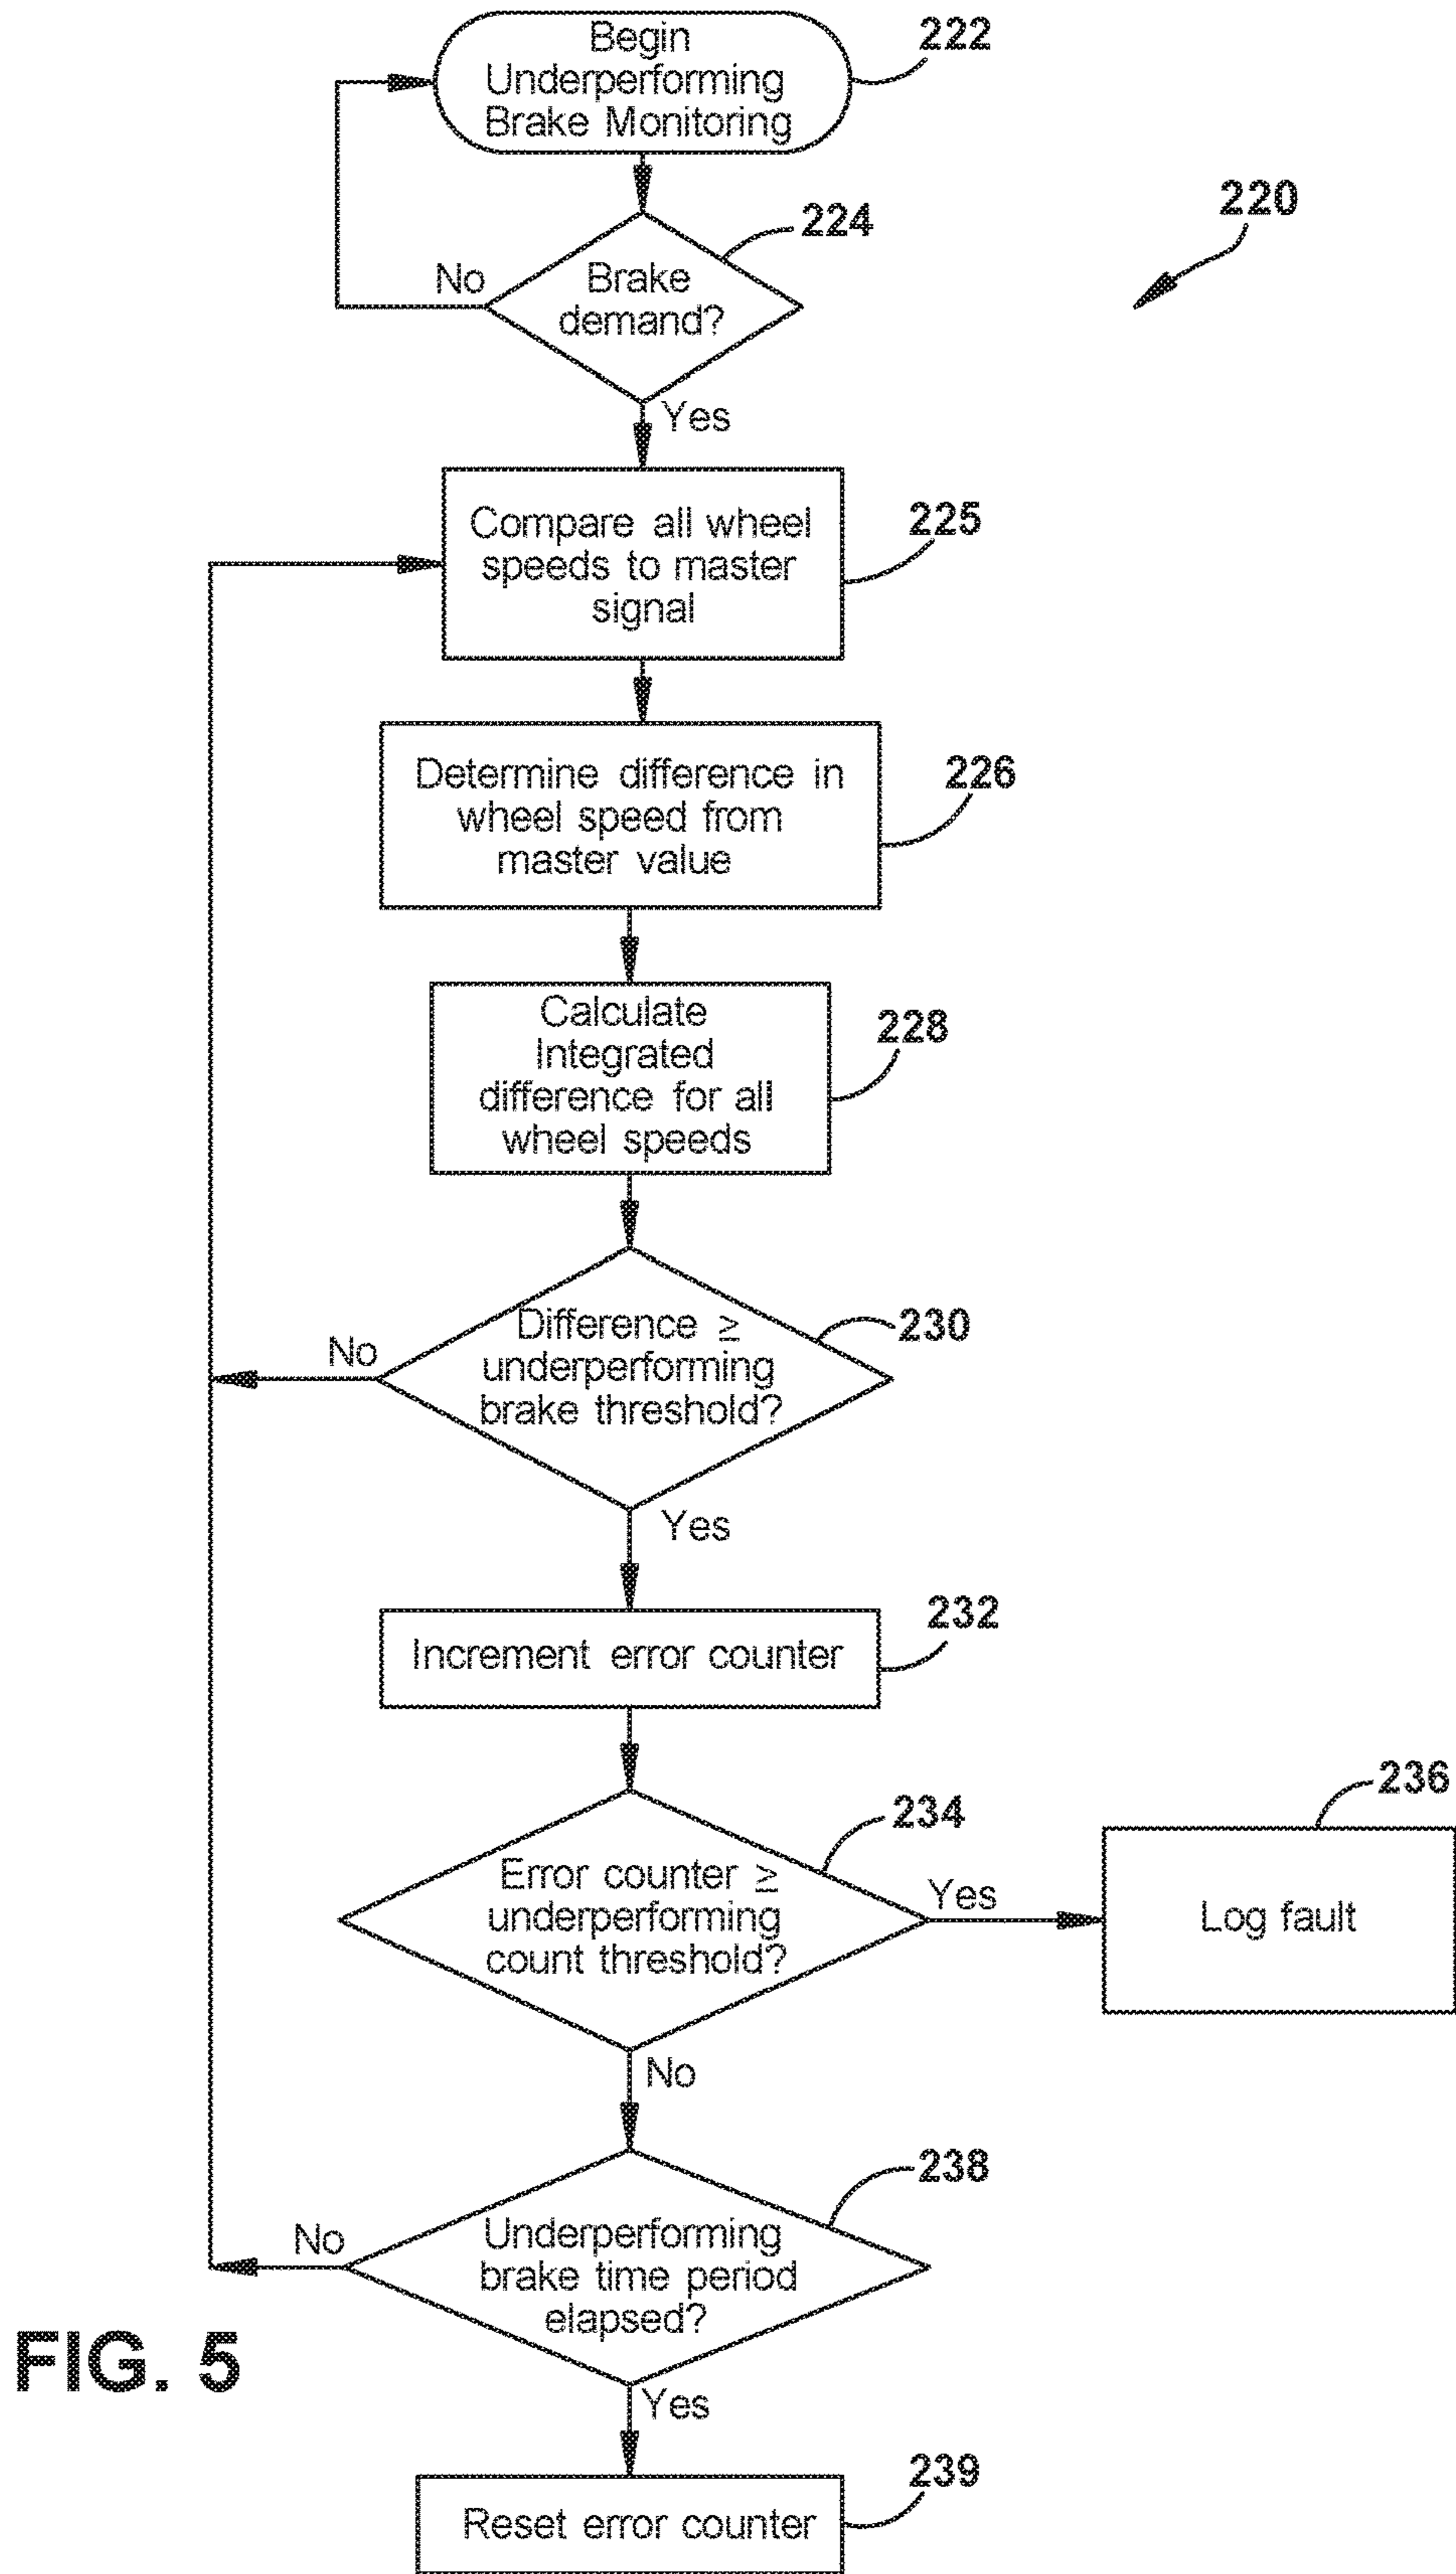 Begin
Underperforming
Brake Monitoring
222
220
224
No
Brake
demand?
Yes
Compare all wheel
speeds to master
signal
225
Determine difference in
wheel speed from
master value
226
Calculate
Integrated
difference for all
wheel speeds
228
Difference ≥
underperforming
brake threshold?
230
No
Yes
Increment error counter
232
Error counter ≥
underperforming
count threshold?
234
Yes
Log fault
236
No
Underperforming
brake time period
elapsed?
238
No
Yes
Reset error counter
239
FIG. 5